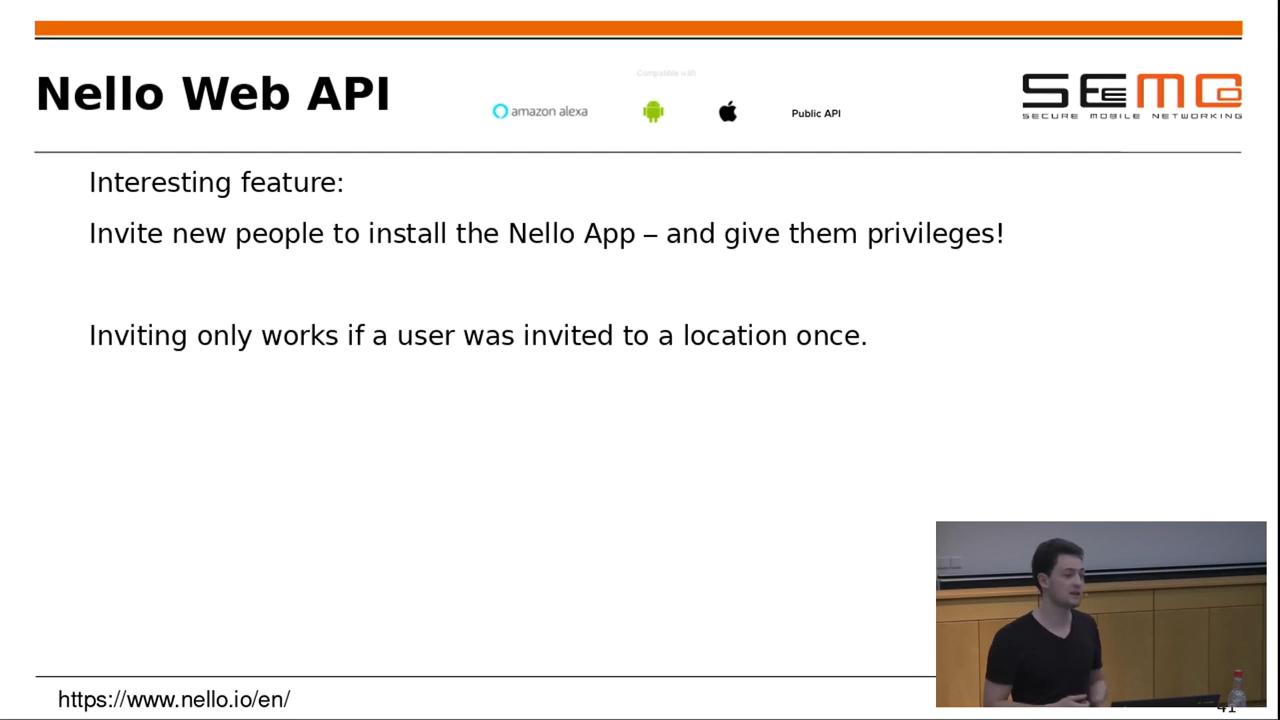 Nello Web API
Compatible with
amazon alexa
Public API
SEEMOO
SECURE MOBILE NETWORKING
Interesting feature:
Invite new people to install the Nello App – and give them privileges!
Inviting only works if a user was invited to a location once.
https://www.nello.io/en/
41